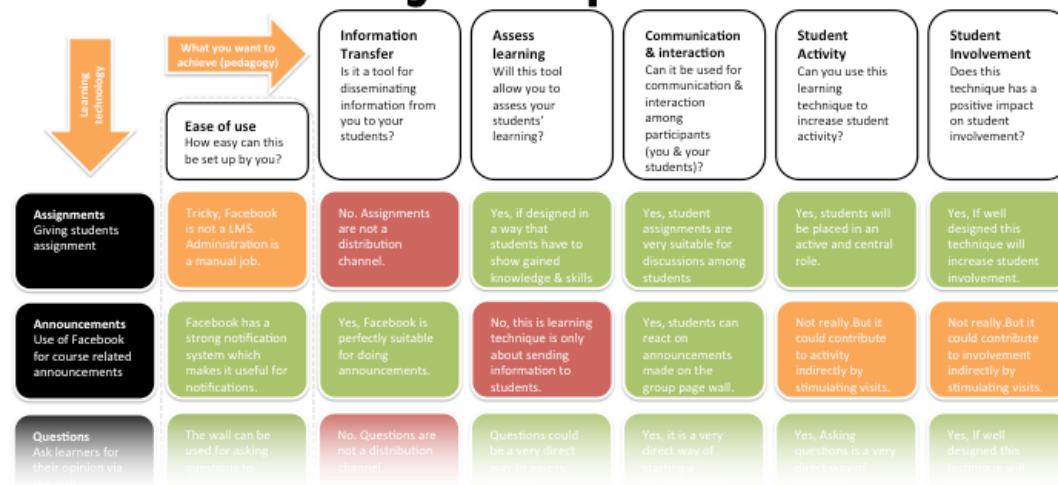 What you want to
achieve (pedagogy)
Learning
technology
Ease of use
How easy can this
be set up by you?
Information
Transfer
Is it a tool for
disseminating
information from
you to your
students?
Assess
learning
Will this tool
allow you to
assess your
students'
learning?
Communication
& interaction
Can it be used for
communication &
interaction
among
participants
(you & your
students)?
Student
Activity
Can you use this
learning
technique to
increase student
activity?
Student
Involvement
Does this
technique has a
positive impact
on student
involvement?
Assignments
Giving students
assignment
Tricky, Facebook
is not a LMS.
Administration is
a manual job.
No. Assignments
are not a
distribution
channel.
Yes, if designed in
a way that
students have to
show gained
knowledge & skills
Yes, student
assignments are
very suitable for
discussions among
students
Yes, students will
be placed in an
active and central
role.
Yes, If well
designed this
technique will
increase student
involvement.
Announcements
Use of Facebook
for course related
announcements
Facebook has a
strong notification
system which
makes it useful for
notifications.
Yes, Facebook is
perfectly suitable
for doing
announcements.
No, this is learning
technique is only
about sending
information to
students.
Yes, students can
react on
announcements
made on the
group page wall.
Not really.But it
could contribute
to activity
indirectly by
stimulating visits.
Not really.But it
could contribute
to involvement
indirectly by
stimulating visits.
Questions
Ask learners for
their opinion via
The wall can be
used for asking
questions to
No. Questions are
not a distribution
channel.
Questions could
be a very direct
way to assess
Yes, it is a very
direct way of
starting a
Yes, Asking
questions is a very
direct way of
Yes, If well
designed this
technique will